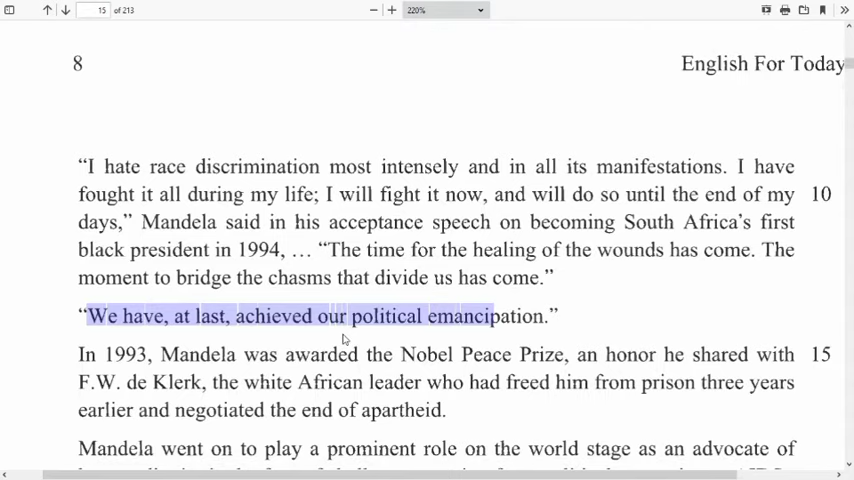 15 of 213
220%
8 English For Today
“I hate race discrimination most intensely and in all its manifestations. I have
fought it all during my life; I will fight it now, and will do so until the end of my 10
days,” Mandela said in his acceptance speech on becoming South Africa’s first
black president in 1994, … “The time for the healing of the wounds has come. The
moment to bridge the chasms that divide us has come.”
“We have, at last, achieved our political emancipation.”
In 1993, Mandela was awarded the Nobel Peace Prize, an honor he shared with 15
F.W. de Klerk, the white African leader who had freed him from prison three years
earlier and negotiated the end of apartheid.
Mandela went on to play a prominent role on the world stage as an advocate of